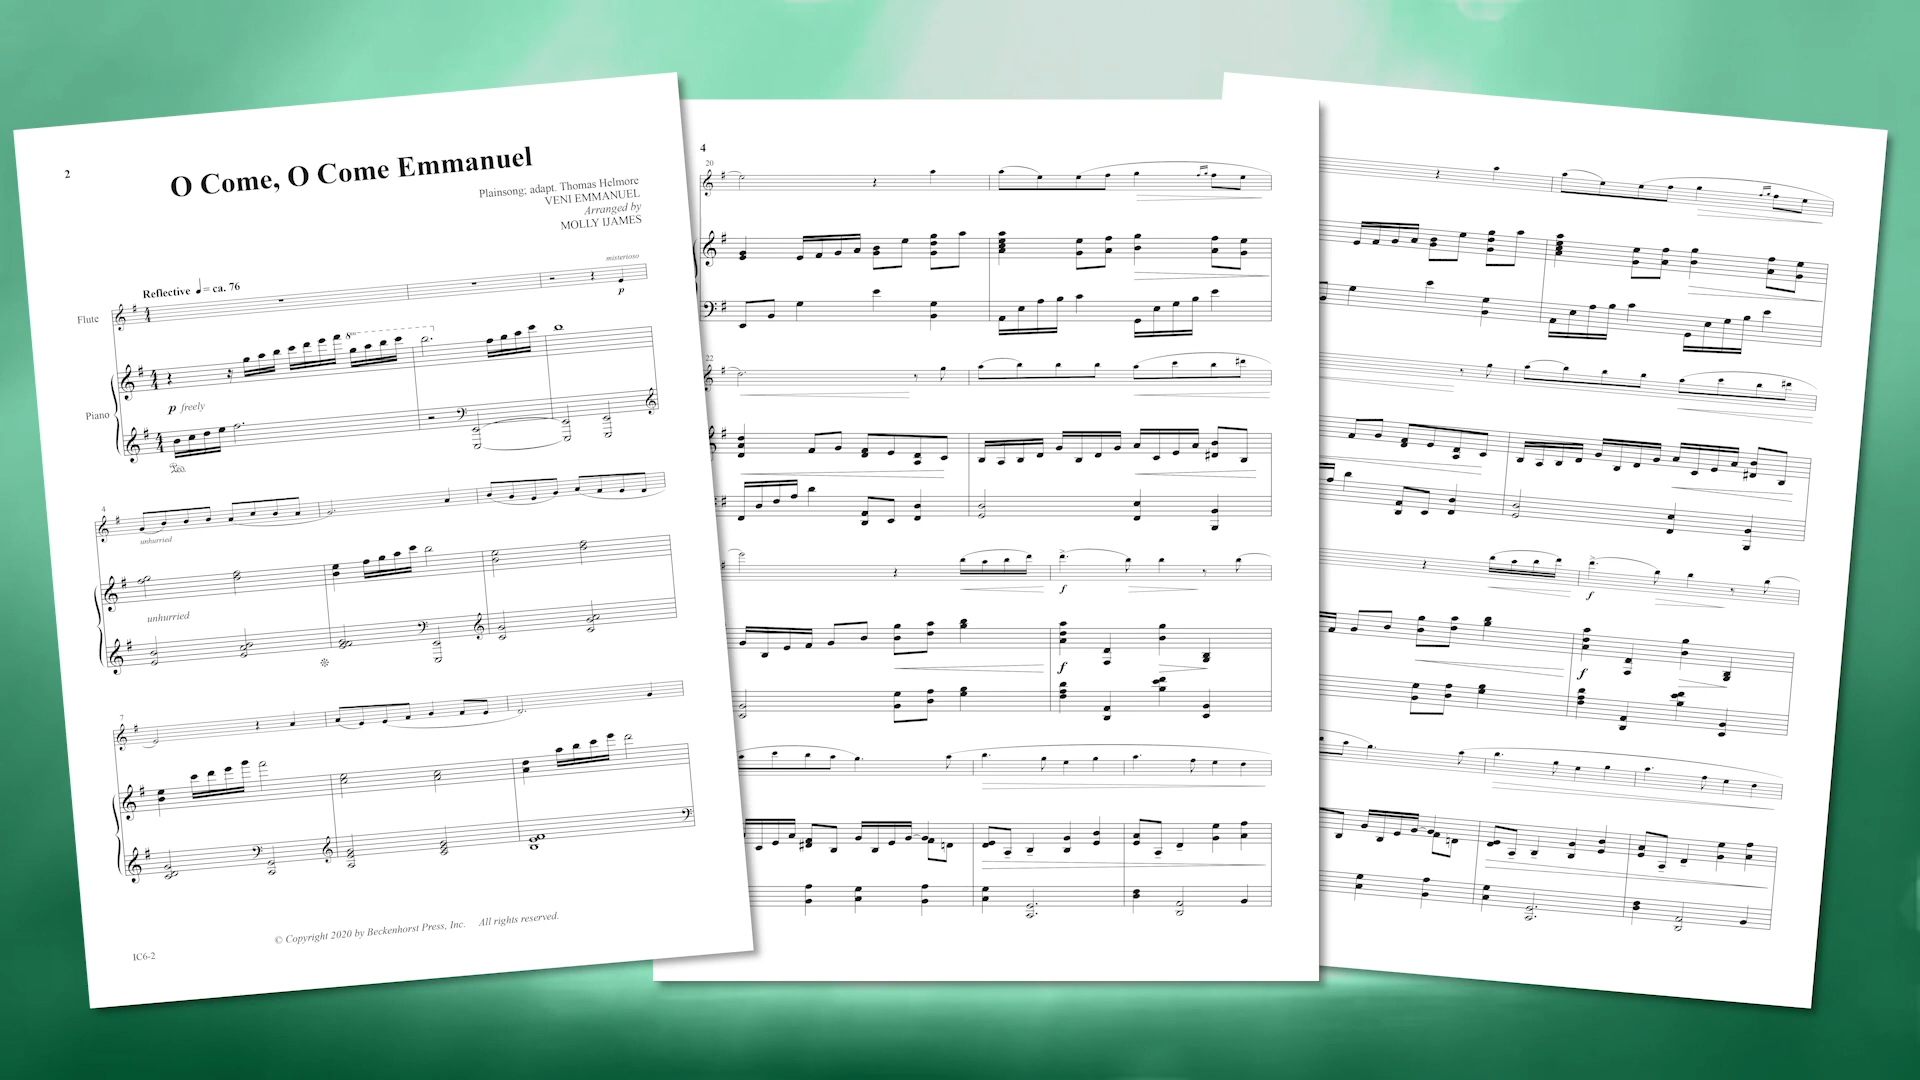 2
O Come, O Come Emmanuel
Plainsong; adapt. Thomas Helmore
VENI EMMANUEL
Arranged by
MOLLY IJAMES
Reflective ♩ = ca. 76
misterioso
Flute
p
8va
Piano
p freely
Ped.
4
unhurried
unhurried
7
© Copyright 2020 by Beckenhorst Press, Inc. All rights reserved.
IC6-2
4
20
22
f
f
f
f